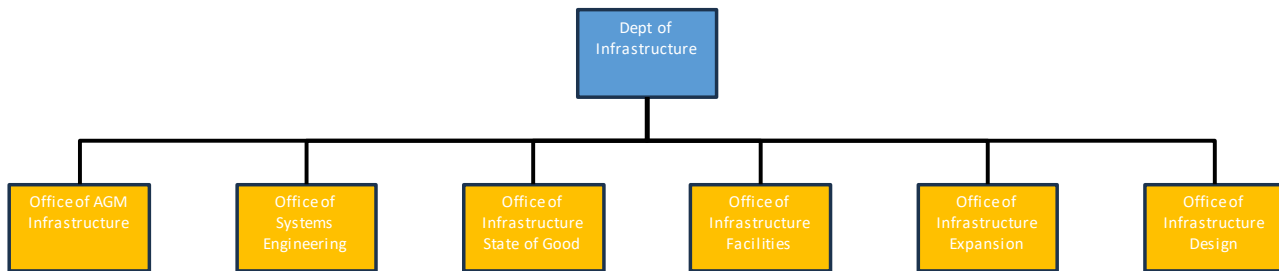 Dept of
Infrastructure
Office of AGM
Infrastructure
Office of
Systems
Engineering
Office of
Infrastructure
State of Good
Office of
Infrastructure
Facilities
Office of
Infrastructure
Expansion
Office of
Infrastructure
Design